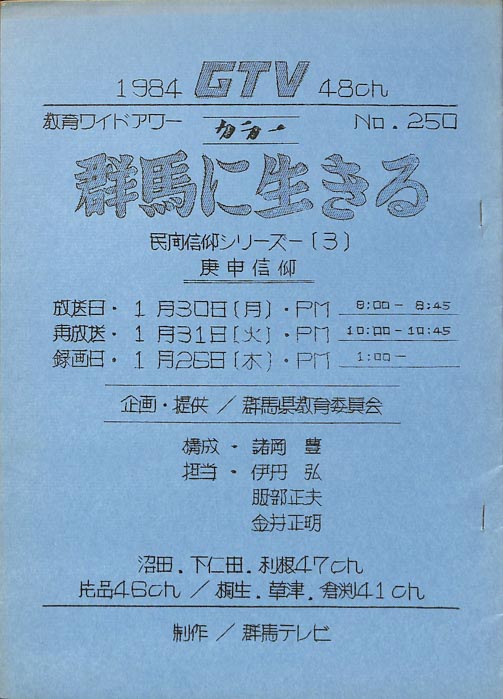 1984 GTV 48ch
教育ワイドアワー カラー No.250
群馬に生きる
民間信仰シリーズー(3)
庚申信仰
放送日・1月30日(月)・PM 8:00-8:45
再放送・1月31日(火)・PM 10:00-10:45
録画日・1月26日(木)・PM 1:00-
企画・提供／群馬県教育委員会
構成・諸岡 豊
担当・伊丹 弘
服部正夫
金井正明
沼田.下仁田.利根47ch
片品46ch／桐生.草津.倉渕41ch
制作／群馬テレビ